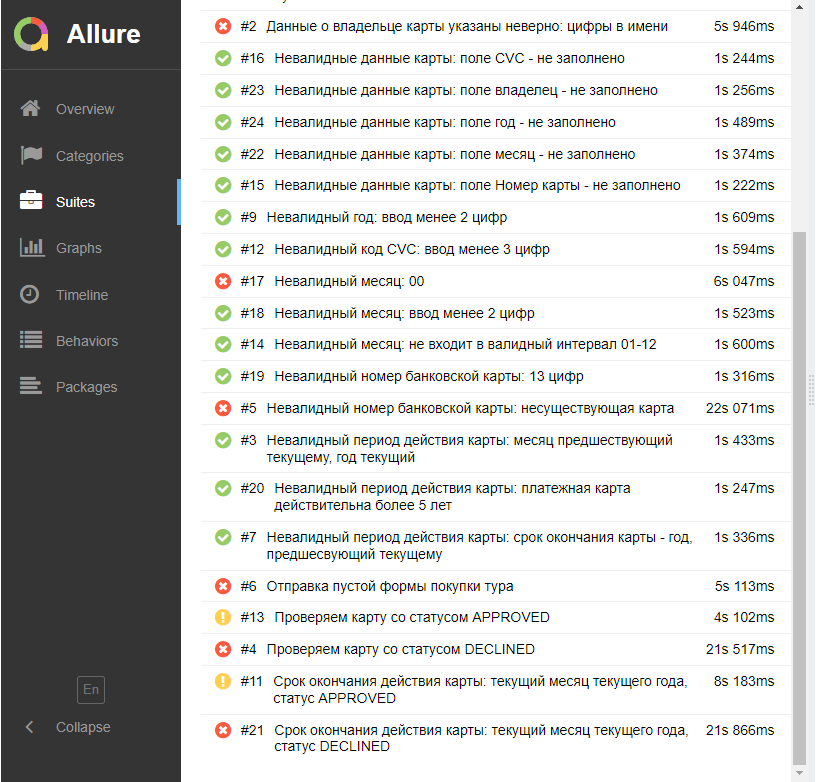 Allure
Overview
Categories
Suites
Graphs
Timeline
Behaviors
Packages
En
Collapse
#2 Данные о владельце карты указаны неверно: цифры в имени 5s 946ms
#16 Невалидные данные карты: поле CVC - не заполнено 1s 244ms
#23 Невалидные данные карты: поле владелец - не заполнено 1s 256ms
#24 Невалидные данные карты: поле год - не заполнено 1s 489ms
#22 Невалидные данные карты: поле месяц - не заполнено 1s 374ms
#15 Невалидные данные карты: поле Номер карты - не заполнено 1s 222ms
#9 Невалидный год: ввод менее 2 цифр 1s 609ms
#12 Невалидный код CVC: ввод менее 3 цифр 1s 594ms
#17 Невалидный месяц: 00 6s 047ms
#18 Невалидный месяц: ввод менее 2 цифр 1s 523ms
#14 Невалидный месяц: не входит в валидный интервал 01-12 1s 600ms
#19 Невалидный номер банковской карты: 13 цифр 1s 316ms
#5 Невалидный номер банковской карты: несуществующая карта 22s 071ms
#3 Невалидный период действия карты: месяц предшествующий 1s 433ms
текущему, год текущий
#20 Невалидный период действия карты: платежная карта 1s 247ms
действительна более 5 лет
#7 Невалидный период действия карты: срок окончания карты - год, 1s 336ms
предшесвующий текущему
#6 Отправка пустой формы покупки тура 5s 113ms
#13 Проверяем карту со статусом APPROVED 4s 102ms
#4 Проверяем карту со статусом DECLINED 21s 517ms
#11 Срок окончания действия карты: текущий месяц текущего года, 8s 183ms
статус APPROVED
#21 Срок окончания действия карты: текущий месяц текущего года, 21s 866ms
статус DECLINED